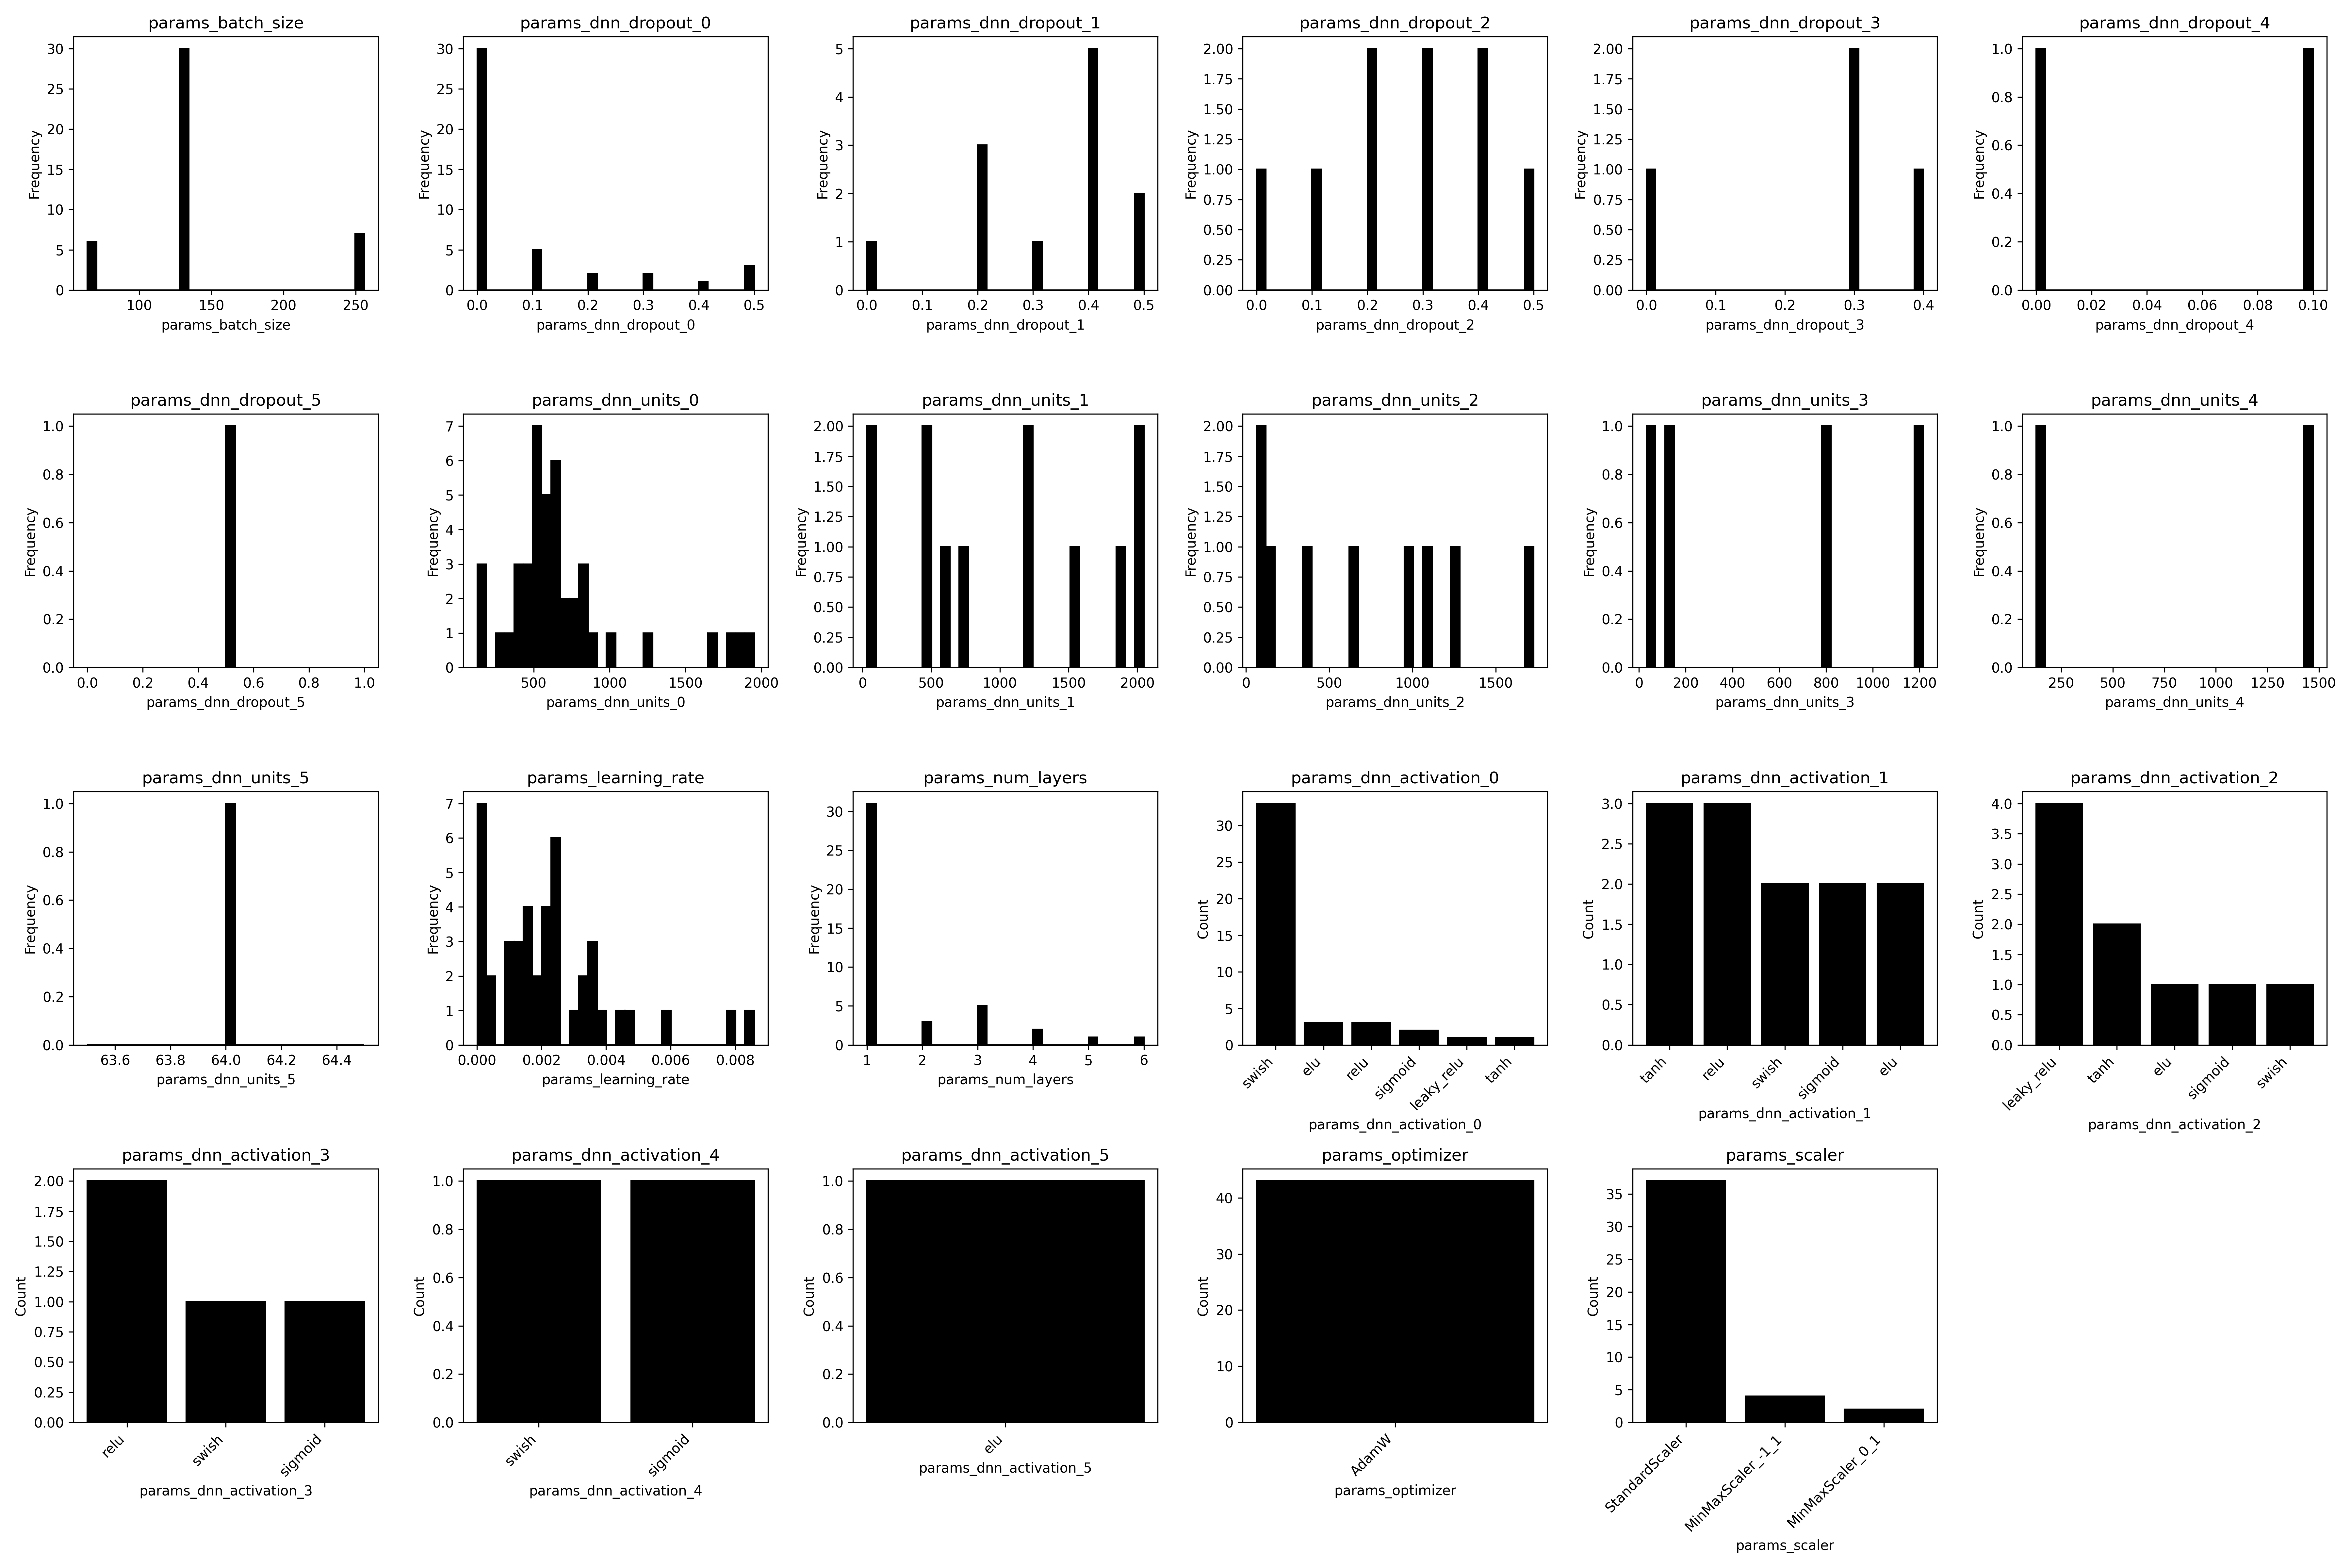 params_batch_size
Frequency
30
25
20
15
10
5
0
100 150 200 250
params_batch_size
params_dnn_dropout_0
Frequency
30
25
20
15
10
5
0
0.0 0.1 0.2 0.3 0.4 0.5
params_dnn_dropout_0
params_dnn_dropout_1
Frequency
5
4
3
2
1
0
0.0 0.1 0.2 0.3 0.4 0.5
params_dnn_dropout_1
params_dnn_dropout_2
Frequency
2.00
1.75
1.50
1.25
1.00
0.75
0.50
0.25
0.00
0.0 0.1 0.2 0.3 0.4 0.5
params_dnn_dropout_2
params_dnn_dropout_3
Frequency
2.00
1.75
1.50
1.25
1.00
0.75
0.50
0.25
0.00
0.0 0.1 0.2 0.3 0.4
params_dnn_dropout_3
params_dnn_dropout_4
Frequency
1.0
0.8
0.6
0.4
0.2
0.0
0.00 0.02 0.04 0.06 0.08 0.10
params_dnn_dropout_4
params_dnn_dropout_5
Frequency
1.0
0.8
0.6
0.4
0.2
0.0
0.0 0.2 0.4 0.6 0.8 1.0
params_dnn_dropout_5
params_dnn_units_0
Frequency
7
6
5
4
3
2
1
0
500 1000 1500 2000
params_dnn_units_0
params_dnn_units_1
Frequency
2.00
1.75
1.50
1.25
1.00
0.75
0.50
0.25
0.00
0 500 1000 1500 2000
params_dnn_units_1
params_dnn_units_2
Frequency
2.00
1.75
1.50
1.25
1.00
0.75
0.50
0.25
0.00
0 500 1000 1500
params_dnn_units_2
params_dnn_units_3
Frequency
1.0
0.8
0.6
0.4
0.2
0.0
0 200 400 600 800 1000 1200
params_dnn_units_3
params_dnn_units_4
Frequency
1.0
0.8
0.6
0.4
0.2
0.0
250 500 750 1000 1250 1500
params_dnn_units_4
params_dnn_units_5
Frequency
1.0
0.8
0.6
0.4
0.2
0.0
63.6 63.8 64.0 64.2 64.4
params_dnn_units_5
params_learning_rate
Frequency
7
6
5
4
3
2
1
0
0.000 0.002 0.004 0.006 0.008
params_learning_rate
params_num_layers
Frequency
30
25
20
15
10
5
0
1 2 3 4 5 6
params_num_layers
params_dnn_activation_0
Count
30
25
20
15
10
5
0
swish elu relu sigmoid leaky_relu tanh
params_dnn_activation_0
params_dnn_activation_1
Count
3.0
2.5
2.0
1.5
1.0
0.5
0.0
tanh relu swish sigmoid elu
params_dnn_activation_1
params_dnn_activation_2
Count
4.0
3.5
3.0
2.5
2.0
1.5
1.0
0.5
0.0
leaky_relu tanh elu sigmoid swish
params_dnn_activation_2
params_dnn_activation_3
Count
2.00
1.75
1.50
1.25
1.00
0.75
0.50
0.25
0.00
relu swish sigmoid
params_dnn_activation_3
params_dnn_activation_4
Count
1.0
0.8
0.6
0.4
0.2
0.0
swish sigmoid
params_dnn_activation_4
params_dnn_activation_5
Count
1.0
0.8
0.6
0.4
0.2
0.0
elu
params_dnn_activation_5
params_optimizer
Count
40
30
20
10
0
AdamW
params_optimizer
params_scaler
Count
35
30
25
20
15
10
5
0
StandardScaler MinMaxScaler_-1_1 MinMaxScaler_0_1
params_scaler